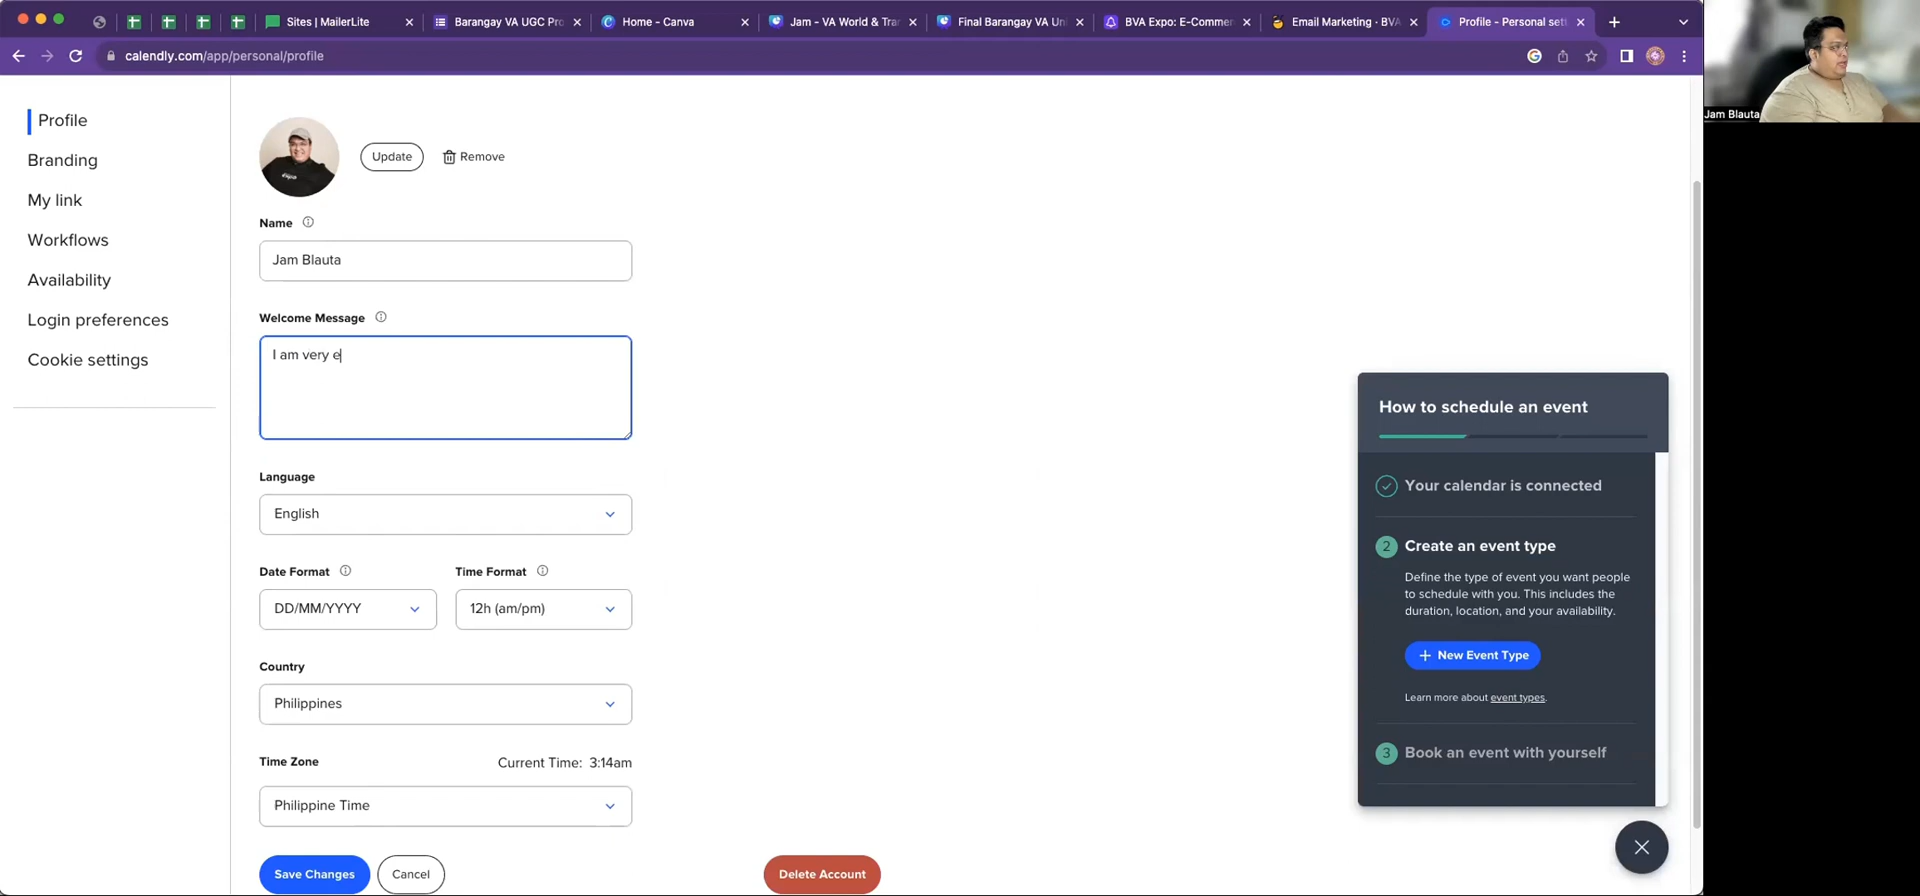 Sites | MailerLite
Barangay VA UGC Pro
Home - Canva
Jam - VA World & Tra
Final Barangay VA Un
BVA Expo: E-Commer
Email Marketing · BVA
Profile - Personal sett
calendly.com/app/personal/profile
Jam Blauta
Profile
Branding
My link
Workflows
Availability
Login preferences
Cookie settings
Update
Remove
Name
Jam Blauta
Welcome Message
I am very e
Language
English
Date Format
Time Format
DD/MM/YYYY
12h (am/pm)
Country
Philippines
Time Zone
Current Time: 3:14am
Philippine Time
Save Changes
Cancel
Delete Account
How to schedule an event
Your calendar is connected
2 Create an event type
Define the type of event you want people
to schedule with you. This includes the
duration, location, and your availability.
+ New Event Type
Learn more about event types.
3 Book an event with yourself